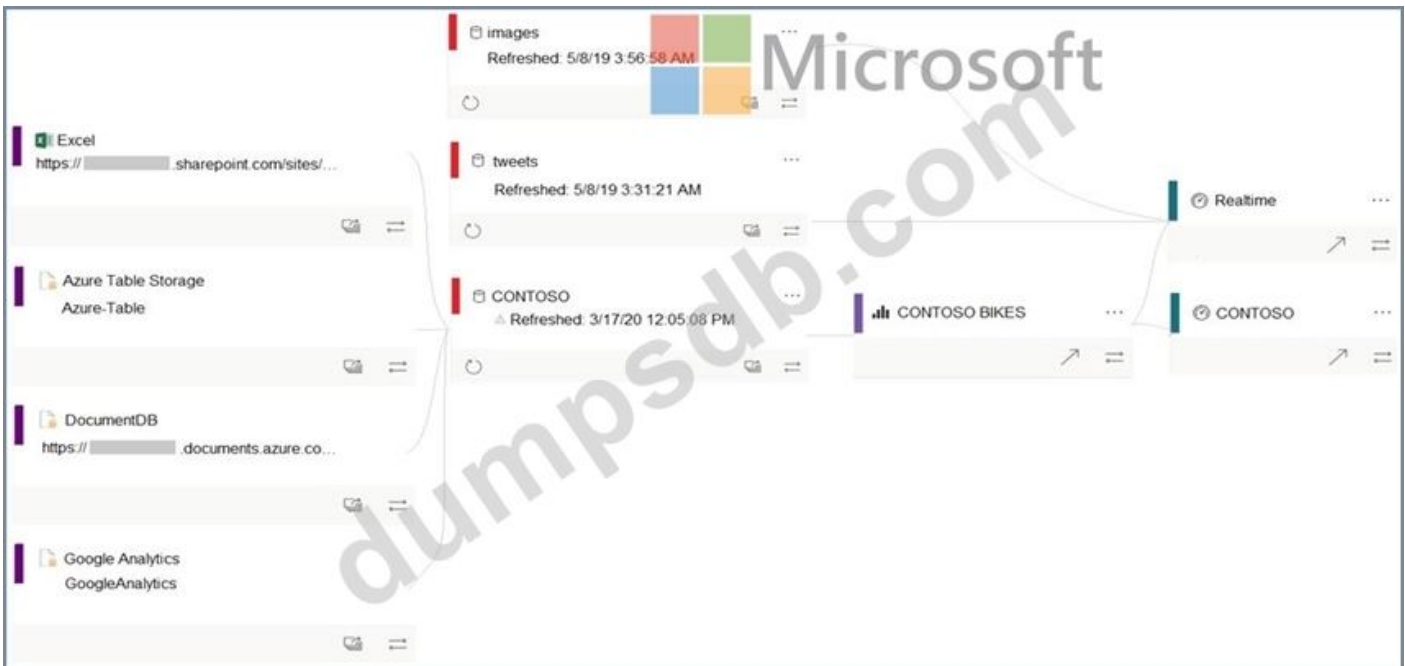 images
Refreshed: 5/8/19 3:56:58 AM
Microsoft
Excel
https:// .sharepoint.com/sites/...
tweets
Refreshed: 5/8/19 3:31:21 AM
Realtime
Azure Table Storage
Azure-Table
CONTOSO
Refreshed: 3/17/20 12:05:08 PM
CONTOSO BIKES
CONTOSO
DocumentDB
https:// .documents.azure.co...
Google Analytics
GoogleAnalytics
dumpsdb.com